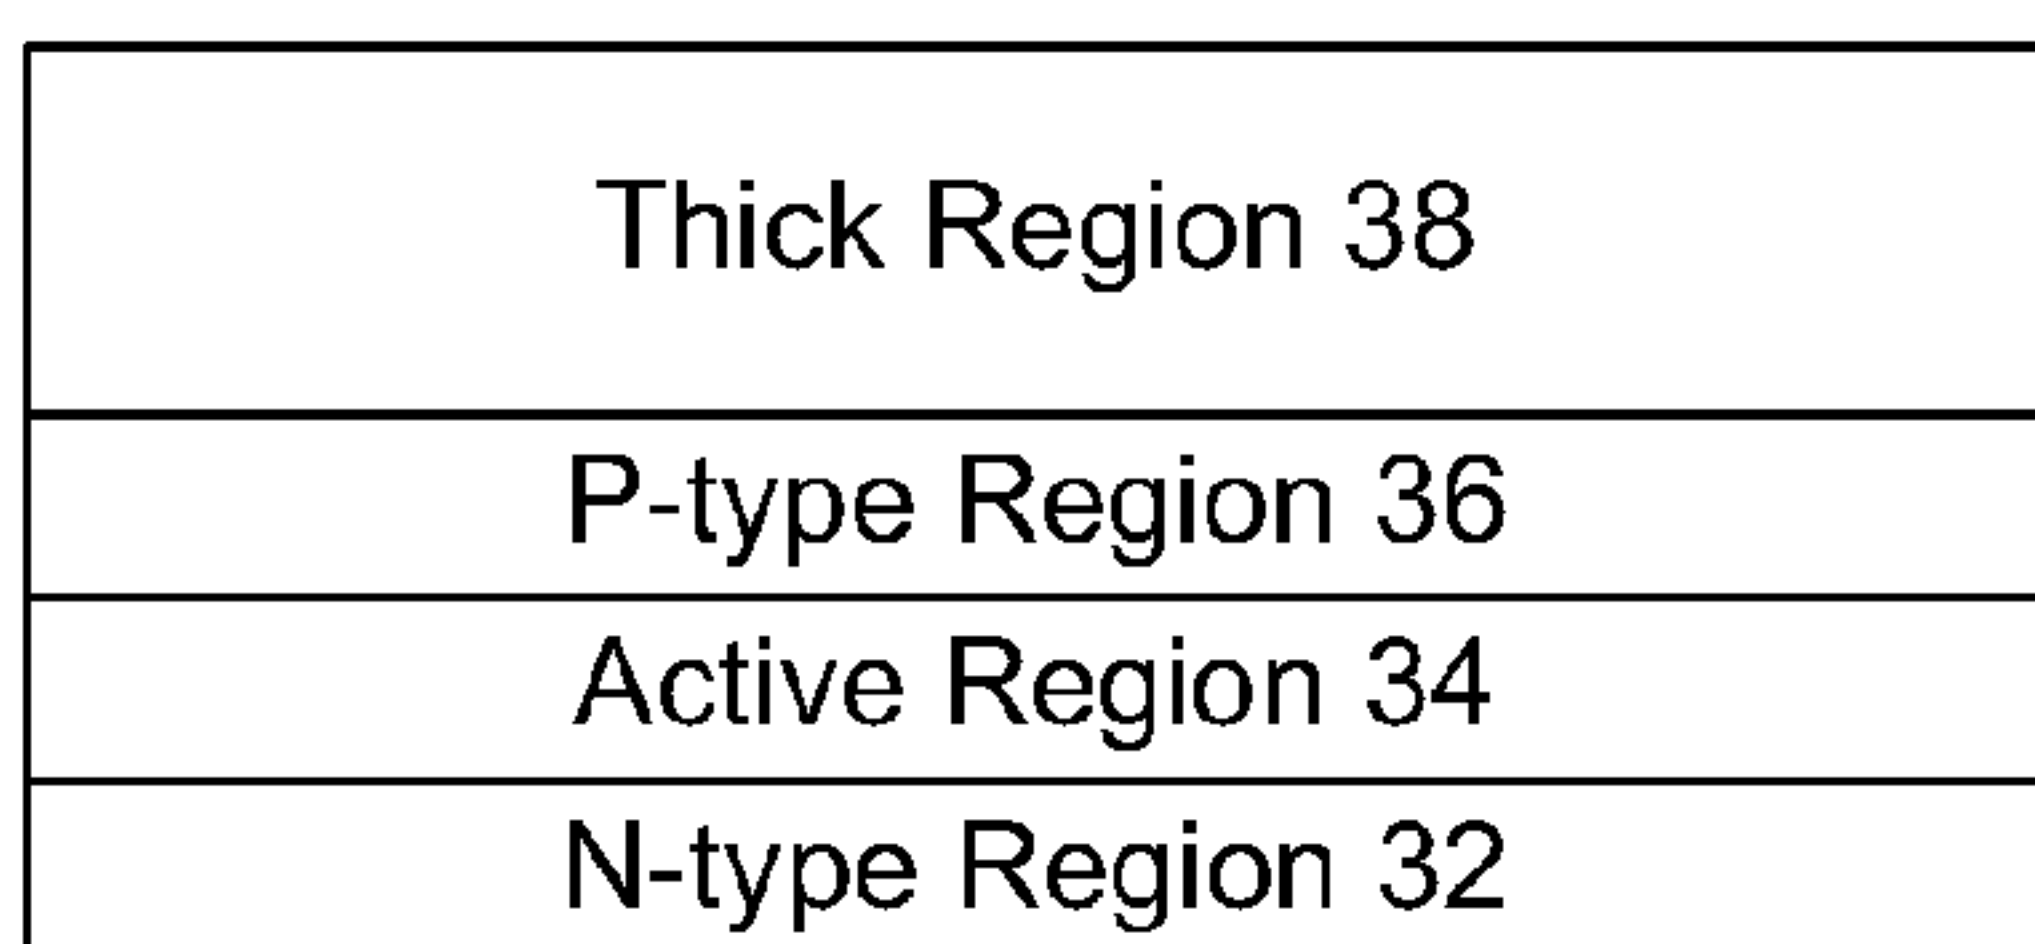 Thick Region 38
P-type Region 36
Active Region 34
N-type Region 32